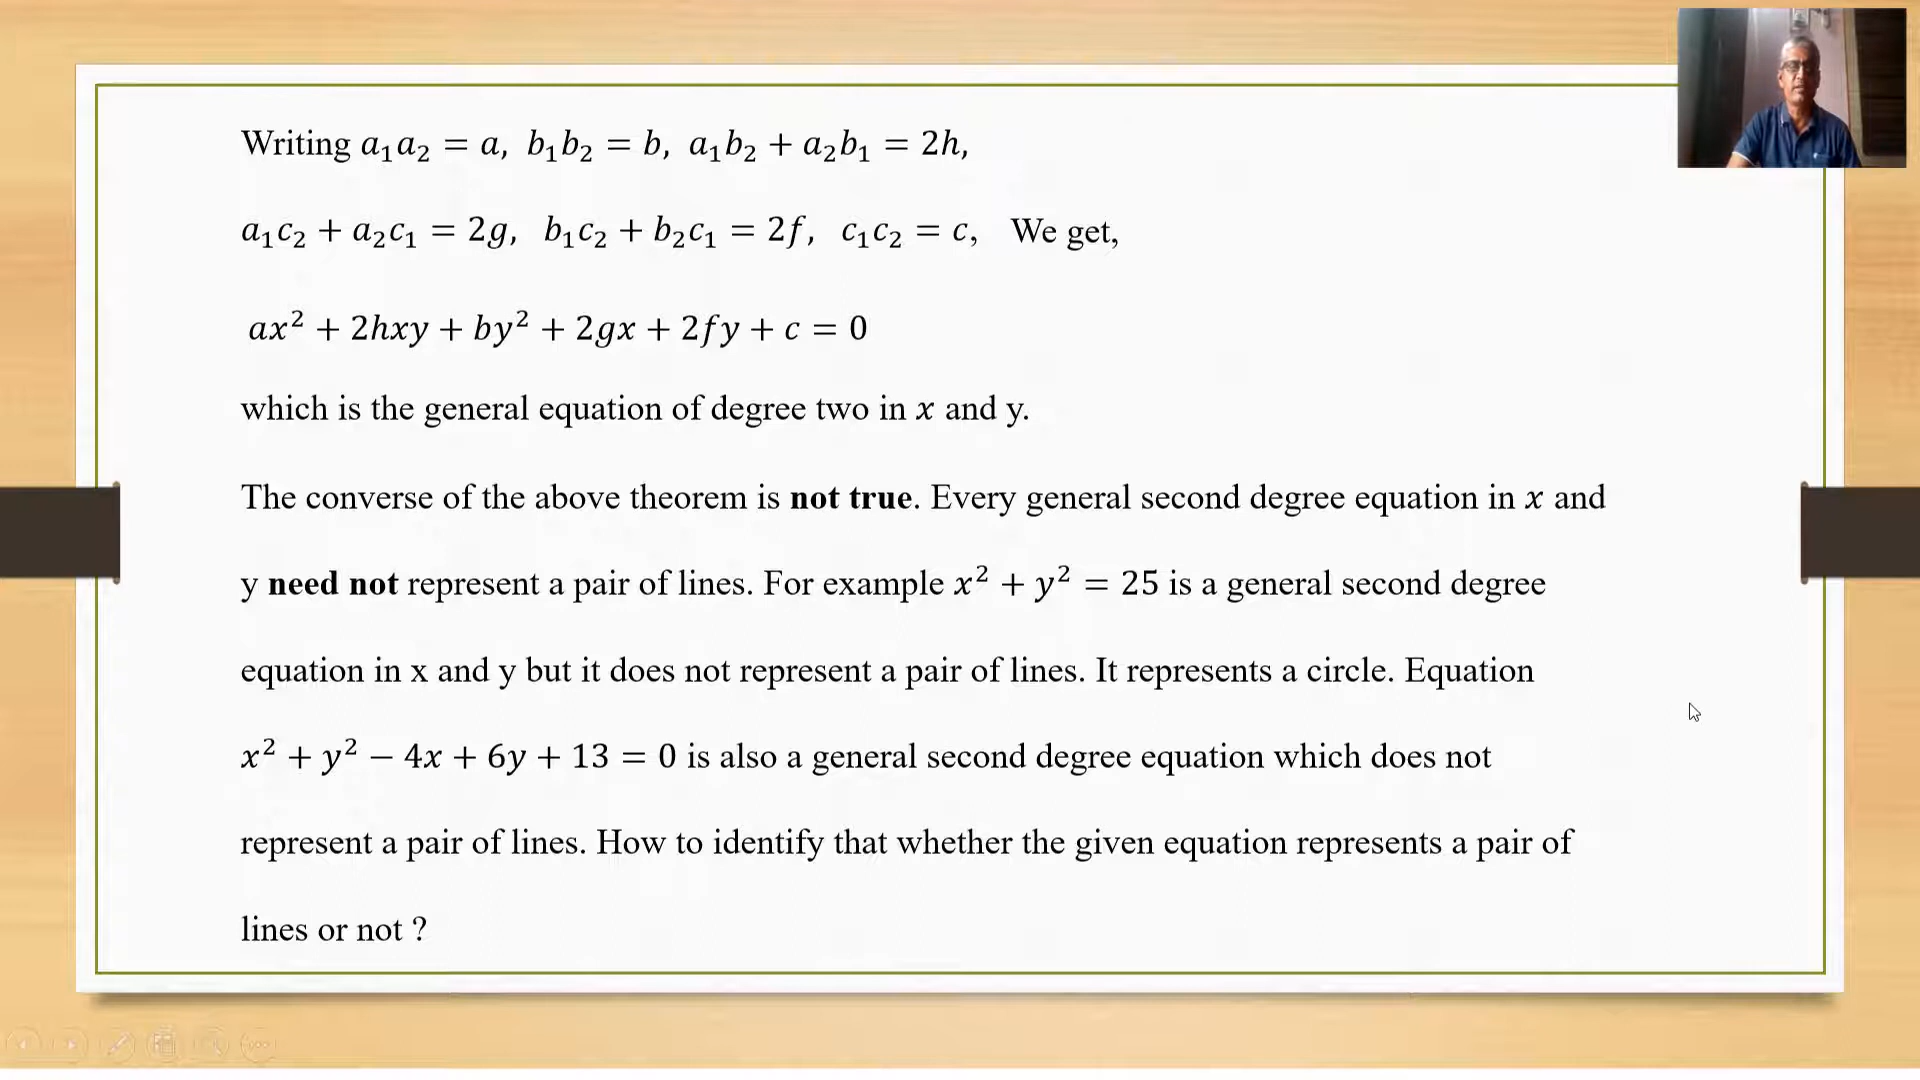 Writing a₁a₂ = a, b₁b₂ = b, a₁b₂ + a₂b₁ = 2h,
a₁c₂ + a₂c₁ = 2g, b₁c₂ + b₂c₁ = 2f, c₁c₂ = c, We get,
ax² + 2hxy + by² + 2gx + 2fy + c = 0
which is the general equation of degree two in x and y.
The converse of the above theorem is not true. Every general second degree equation in x and
y need not represent a pair of lines. For example x² + y² = 25 is a general second degree
equation in x and y but it does not represent a pair of lines. It represents a circle. Equation
x² + y² − 4x + 6y + 13 = 0 is also a general second degree equation which does not
represent a pair of lines. How to identify that whether the given equation represents a pair of
lines or not ?